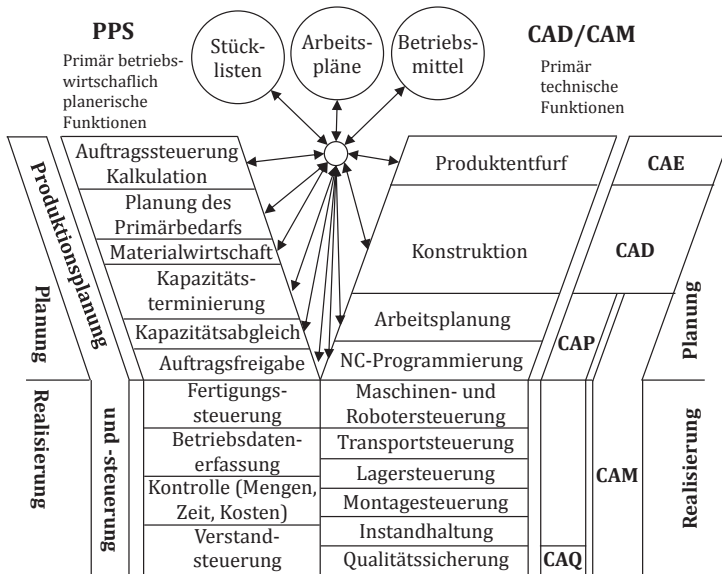 PPS
Primär betriebs-
wirtschaflich
planerische
Funktionen
Stück-
listen
Arbeits-
pläne
Betriebs-
mittel
CAD/CAM
Primär
technische
Funktionen
Produktionsplanung
und -steuerung
Planung
Realisierung
Auftragssteuerung
Kalkulation
Planung des
Primärbedarfs
Materialwirtschaft
Kapazitäts-
terminierung
Kapazitätsabgleich
Auftragsfreigabe
Fertigungs-
steuerung
Betriebsdaten-
erfassung
Kontrolle (Mengen,
Zeit, Kosten)
Verstand-
steuerung
Produktentfurf
Konstruktion
Arbeitsplanung
NC-Programmierung
Maschinen- und
Robotersteuerung
Transportsteuerung
Lagersteuerung
Montagesteuerung
Instandhaltung
Qualitätssicherung
CAE
CAD
CAP
CAM
CAQ
Planung
Realisierung